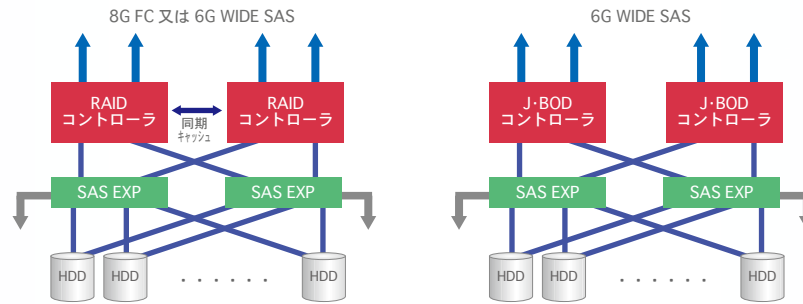 8G FC 又は 6G WIDE SAS
RAID
コントローラ
同期
キャッシュ
RAID
コントローラ
SAS EXP
SAS EXP
HDD
HDD
・・・・・・
HDD
6G WIDE SAS
J・BOD
コントローラ
J・BOD
コントローラ
SAS EXP
SAS EXP
HDD
HDD
・・・・・・
HDD